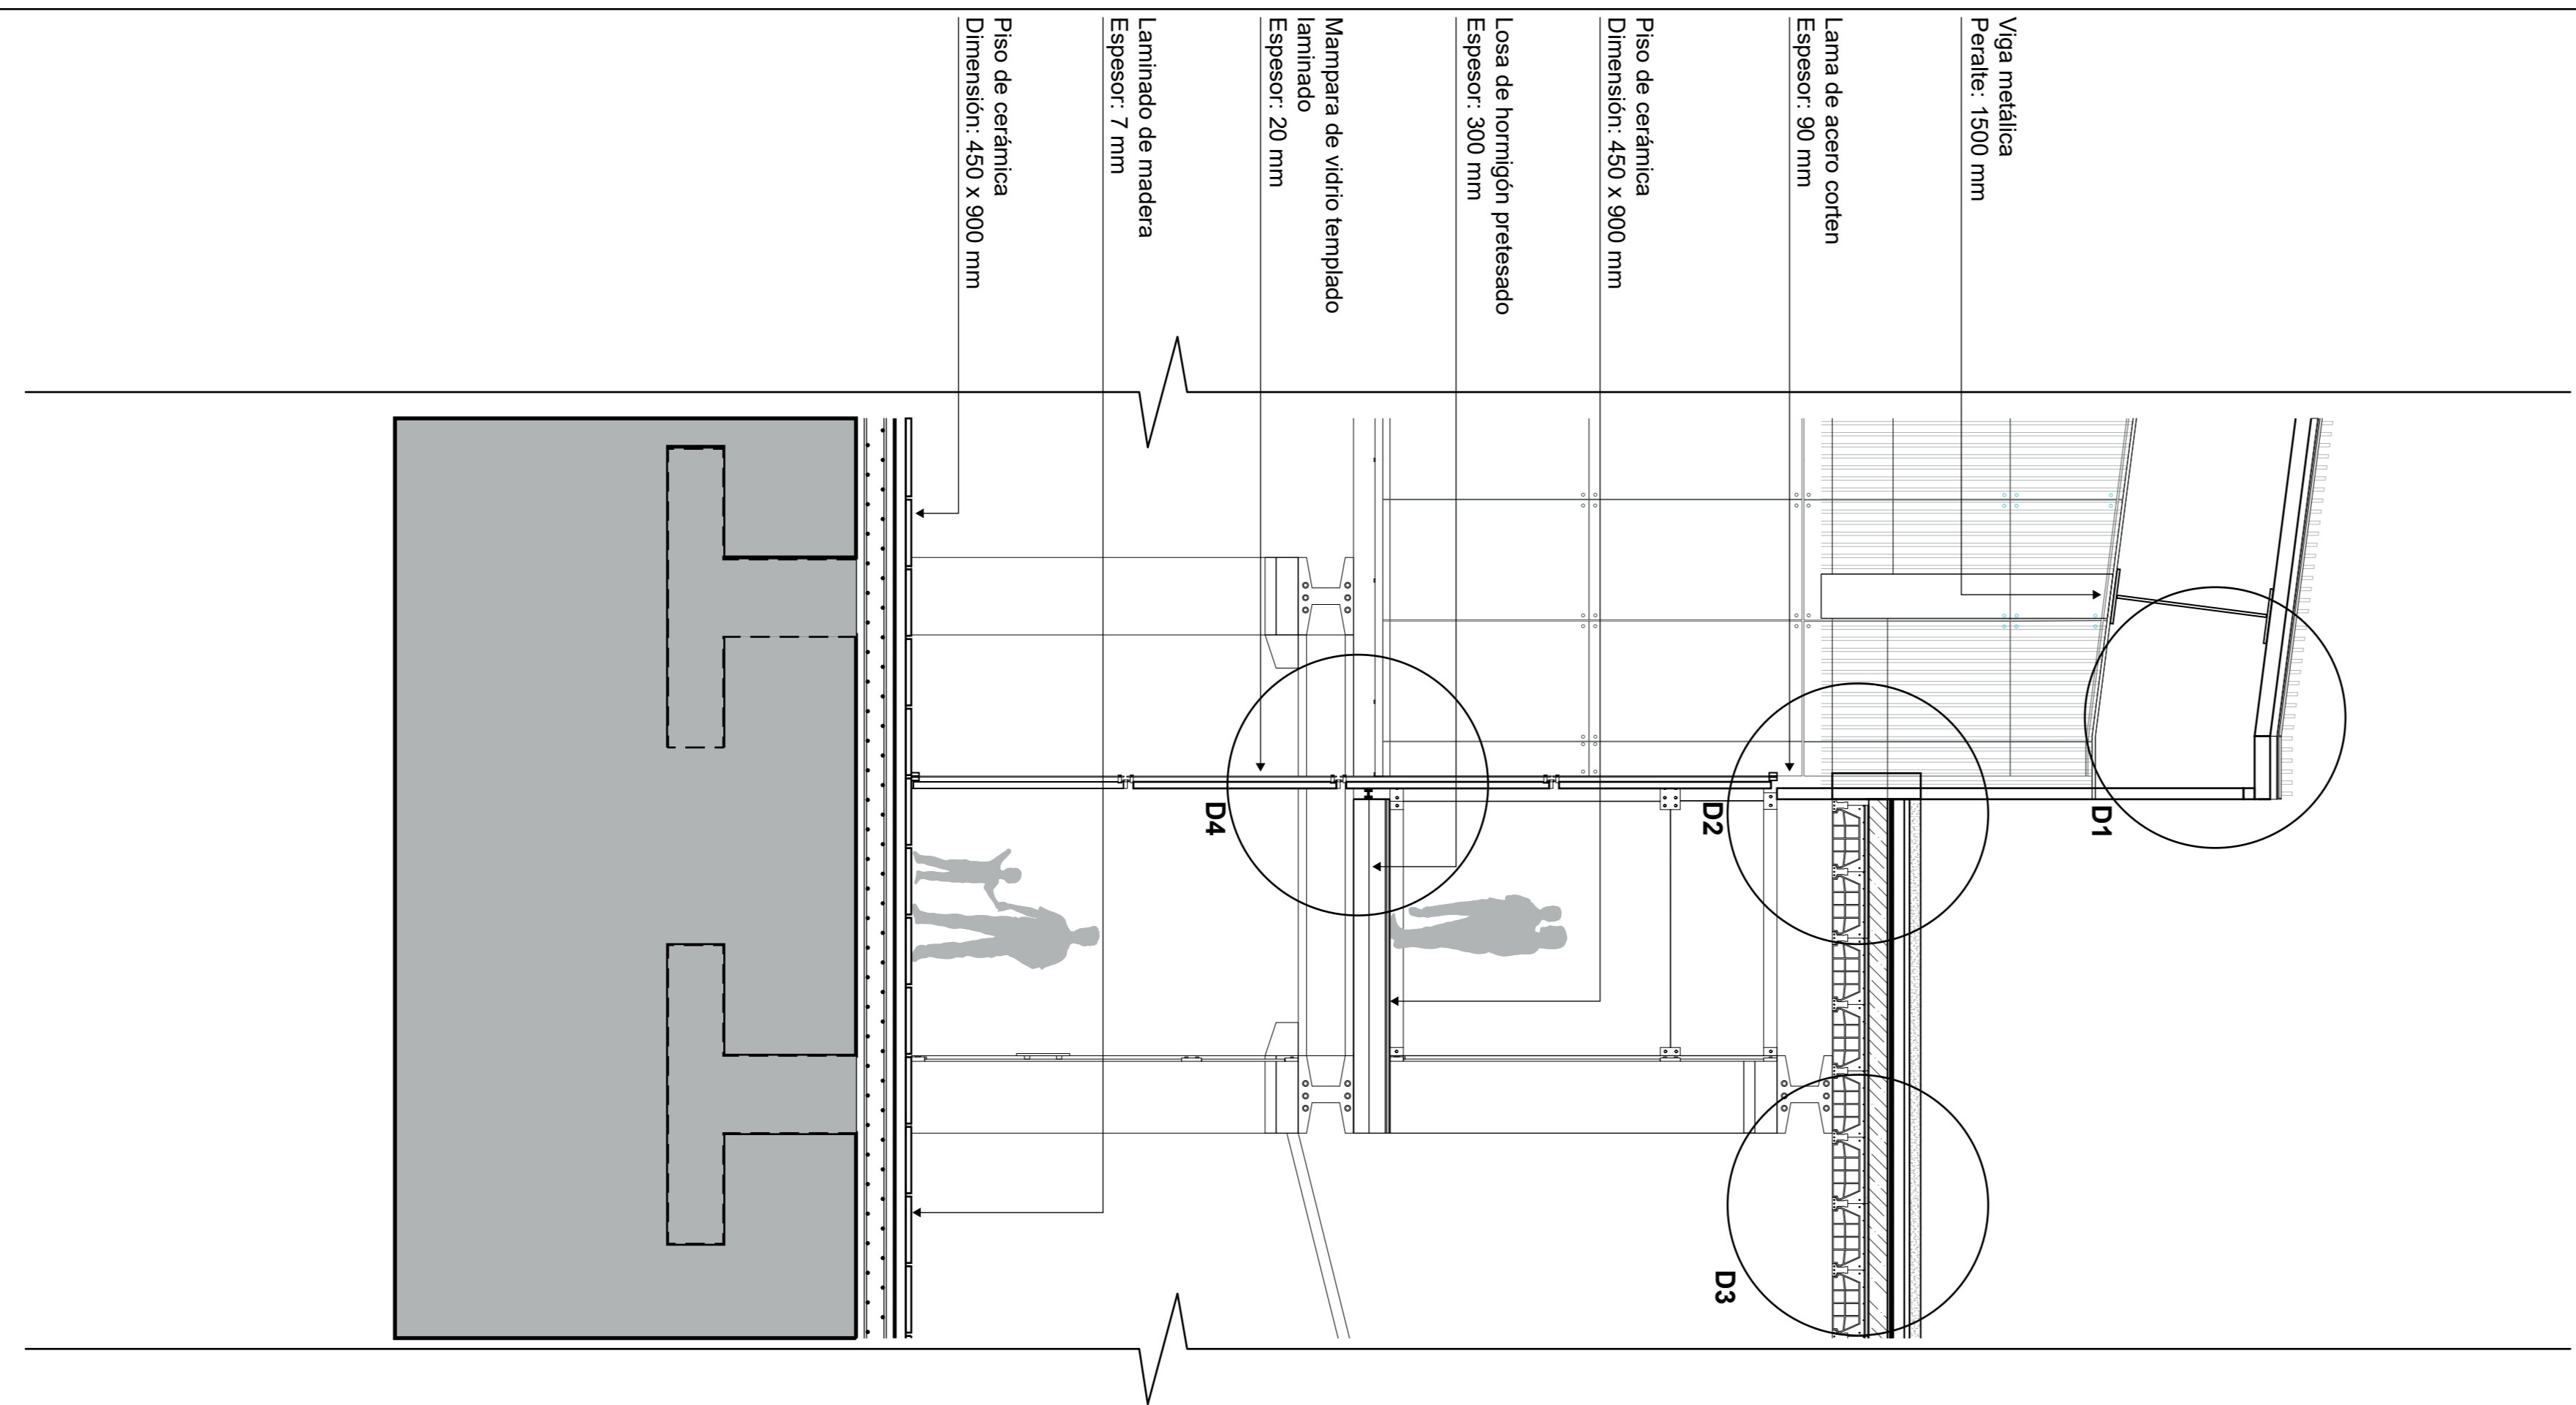 Viga metálica
Peralte: 1500 mm
Lama de acero corten
Espesor: 90 mm
Piso de cerámica
Dimensión: 450 x 900 mm
Losa de hormigón pretesado
Espesor: 300 mm
Mampara de vidrio templado
laminado
Espesor: 20 mm
Laminado de madera
Espesor: 7 mm
Piso de cerámica
Dimensión: 450 x 900 mm
D1
D2
D3
D4